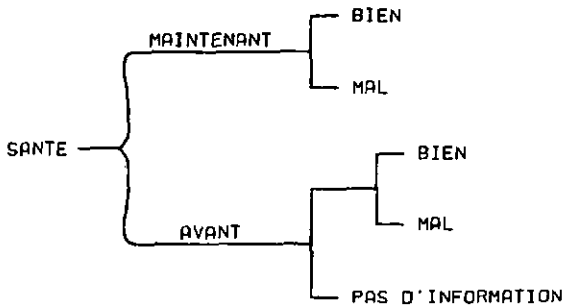 BIEN
MAINTENANT
MAL
SANTE
BIEN
AVANT
MAL
PAS D'INFORMATION